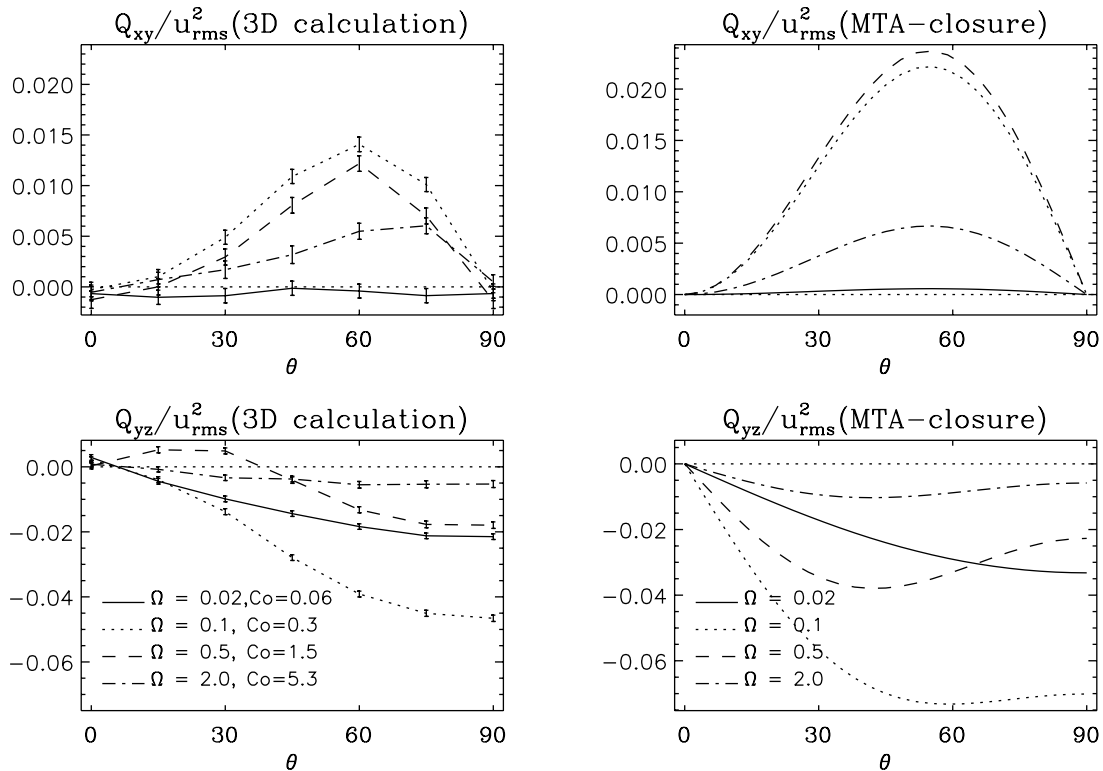 Q_xy/u²_rms(3D calculation)
0.020
0.015
0.010
0.005
0.000
0 30 60 90
θ
Q_xy/u²_rms(MTA-closure)
0.020
0.015
0.010
0.005
0.000
0 30 60 90
θ
Q_yz/u²_rms(3D calculation)
0.00
-0.02
-0.04
-0.06
Ω = 0.02,Co=0.06
Ω = 0.1, Co=0.3
Ω = 0.5, Co=1.5
Ω = 2.0, Co=5.3
0 30 60 90
θ
Q_yz/u²_rms(MTA-closure)
0.00
-0.02
-0.04
-0.06
Ω = 0.02
Ω = 0.1
Ω = 0.5
Ω = 2.0
0 30 60 90
θ